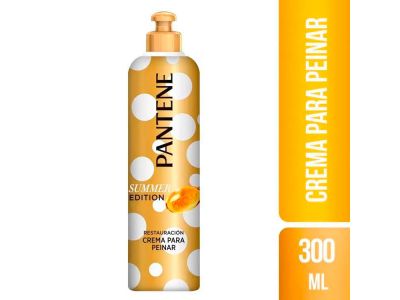 PANTENE
SUMMER
EDITION
RESTAURACIÓN
CREMA PARA
PEINAR
CREMA PARA PEINAR
300
ML